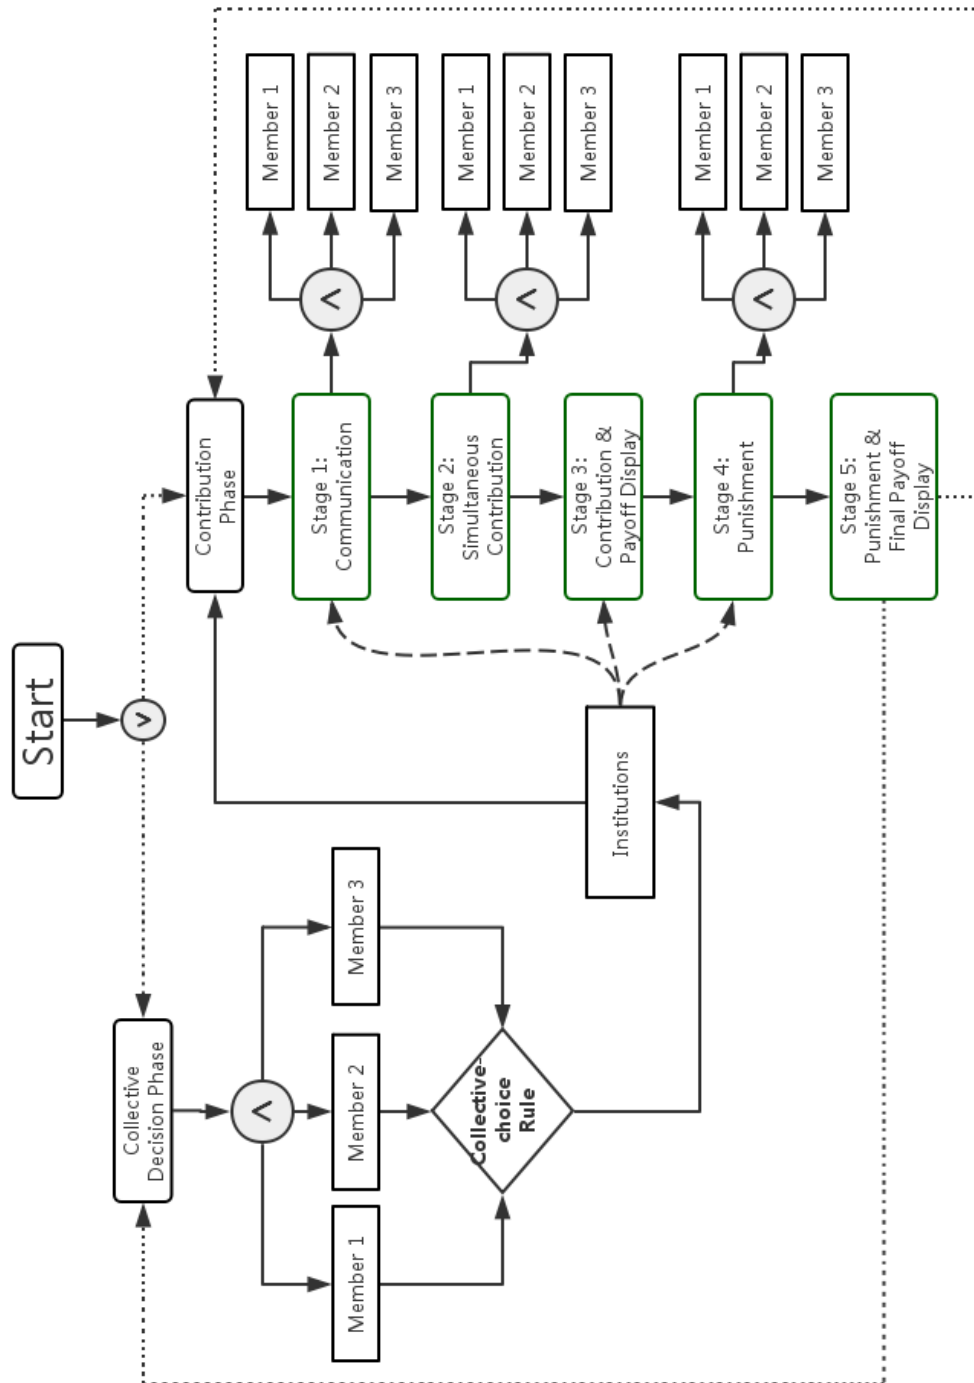 Start
V
Collective
Decision Phase
Λ
Member 1
Member 2
Member 3
Collective-
choice
Rule
Institutions
Contribution
Phase
Stage 1:
Communication
Λ
Member 1
Member 2
Member 3
Stage 2:
Simultaneous
Contribution
Λ
Member 1
Member 2
Member 3
Stage 3:
Contribution &
Payoff Display
Stage 4:
Punishment
Λ
Member 1
Member 2
Member 3
Stage 5:
Punishment &
Final Payoff
Display